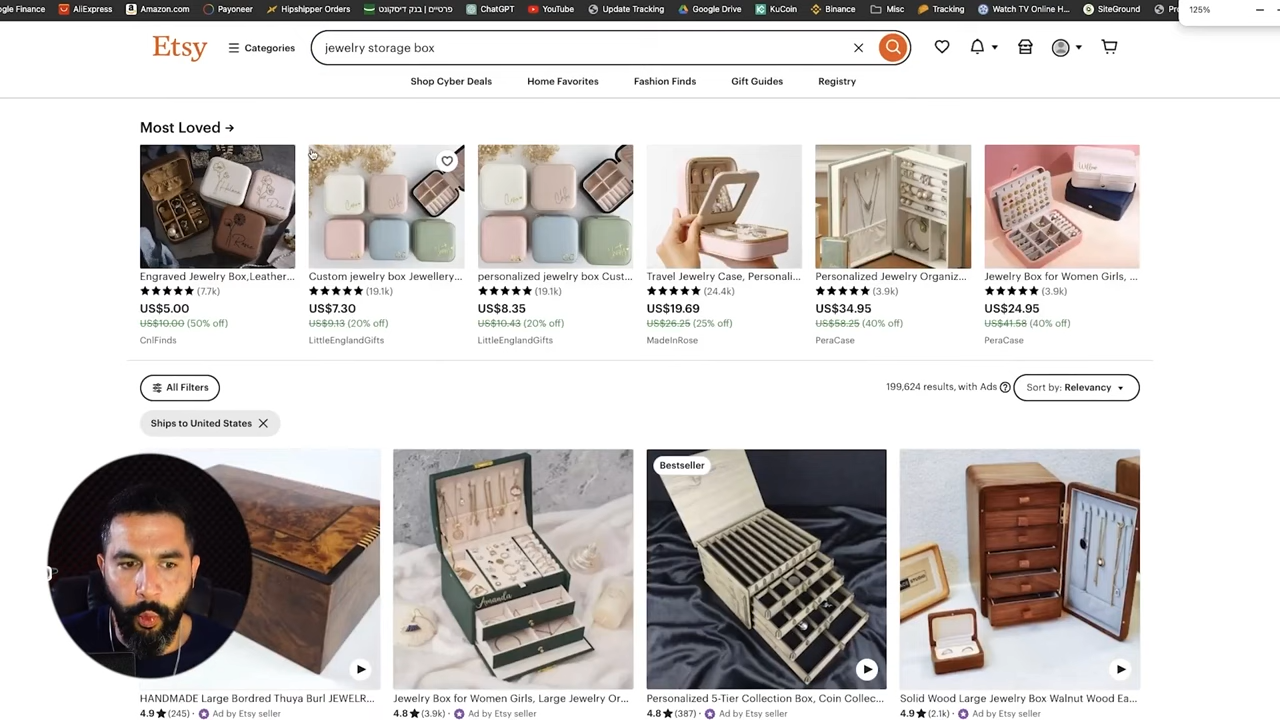 gle Finance AliExpress Amazon.com Payoneer Hipshipper Orders פרטיים | בנק דיסקונט ChatGPT YouTube Update Tracking Google Drive KuCoin Binance Misc Tracking Watch TV Online H... SiteGround Pr
125%
Etsy Categories jewelry storage box
Shop Cyber Deals Home Favorites Fashion Finds Gift Guides Registry
Most Loved →
Engraved Jewelry Box,Leather... Custom jewelry box Jewellery... personalized jewelry box Cust... Travel Jewelry Case, Personali... Personalized Jewelry Organiz... Jewelry Box for Women Girls, ...
(7.7k) (19.1k) (19.1k) (24.4k) (3.9k) (3.9k)
US$5.00 US$7.30 US$8.35 US$19.69 US$34.95 US$24.95
US$10.00 (50% off) US$9.13 (20% off) US$10.43 (20% off) US$26.25 (25% off) US$58.25 (40% off) US$41.58 (40% off)
CnlFinds LittleEnglandGifts LittleEnglandGifts MadeInRose PeraCase PeraCase
All Filters 199,624 results, with Ads Sort by: Relevancy
Ships to United States
Bestseller
Amanda
HANDMADE Large Bordred Thuya Burl JEWELR... Jewelry Box for Women Girls, Large Jewelry Or... Personalized 5-Tier Collection Box, Coin Collec... Solid Wood Large Jewelry Box Walnut Wood Ea...
4.9 (245) · Ad by Etsy seller 4.8 (3.9k) · Ad by Etsy seller 4.8 (387) · Ad by Etsy seller 4.9 (2.1k) · Ad by Etsy seller